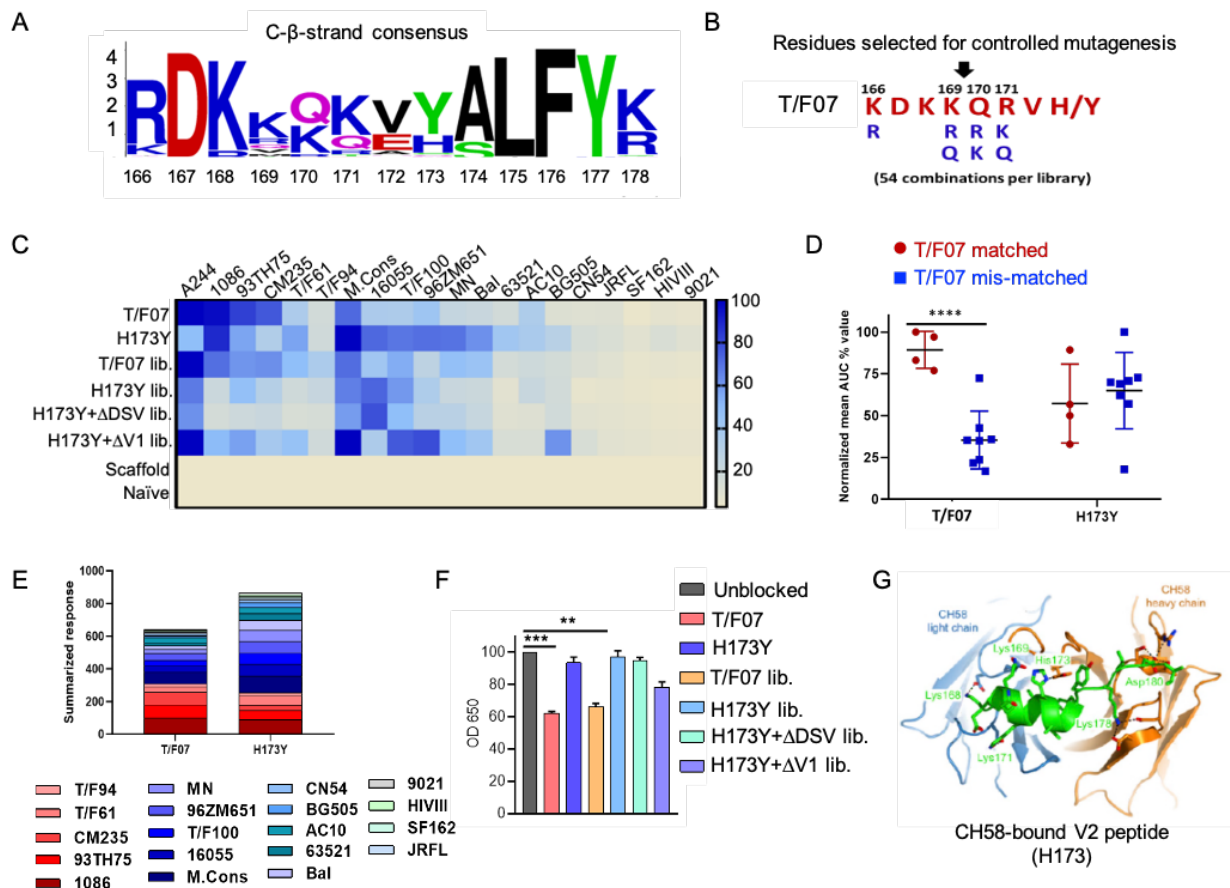 A
C-β-strand consensus
4
3
2
1
RDKKQKVYALFYK
166 167 168 169 170 171 172 173 174 175 176 177 178
B
Residues selected for controlled mutagenesis
166 169 170 171
T/F07 K D K K Q R V H/Y
R R R K
Q K Q
(54 combinations per library)
C
A244 1086 93TH75 CM235 T/F61 T/F94 M.Cons 16055 T/F100 96ZM651 MN Bal 63521 AC10 BG505 CN54 JRFL SF162 HIVIII 9021
T/F07
H173Y
T/F07 lib.
H173Y lib.
H173Y+ΔDSV lib.
H173Y+ΔV1 lib.
Scaffold
Naïve
100
80
60
40
20
D
T/F07 matched
T/F07 mis-matched
****
Normalized mean AUC % value
100
75
50
25
0
T/F07 H173Y
E
Summarized response
1000
800
600
400
200
0
T/F07 H173Y
T/F94 MN CN54 9021
T/F61 96ZM651 BG505 HIVIII
CM235 T/F100 AC10 SF162
93TH75 16055 63521 JRFL
1086 M.Cons Bal
F
**
***
OD 650
100
80
60
40
20
0
Unblocked
T/F07
H173Y
T/F07 lib.
H173Y lib.
H173Y+ΔDSV lib.
H173Y+ΔV1 lib.
G
CH58
light chain
CH58
heavy chain
Lys169
His173
Asp180
Lys168
Lys178
Lys171
CH58-bound V2 peptide
(H173)